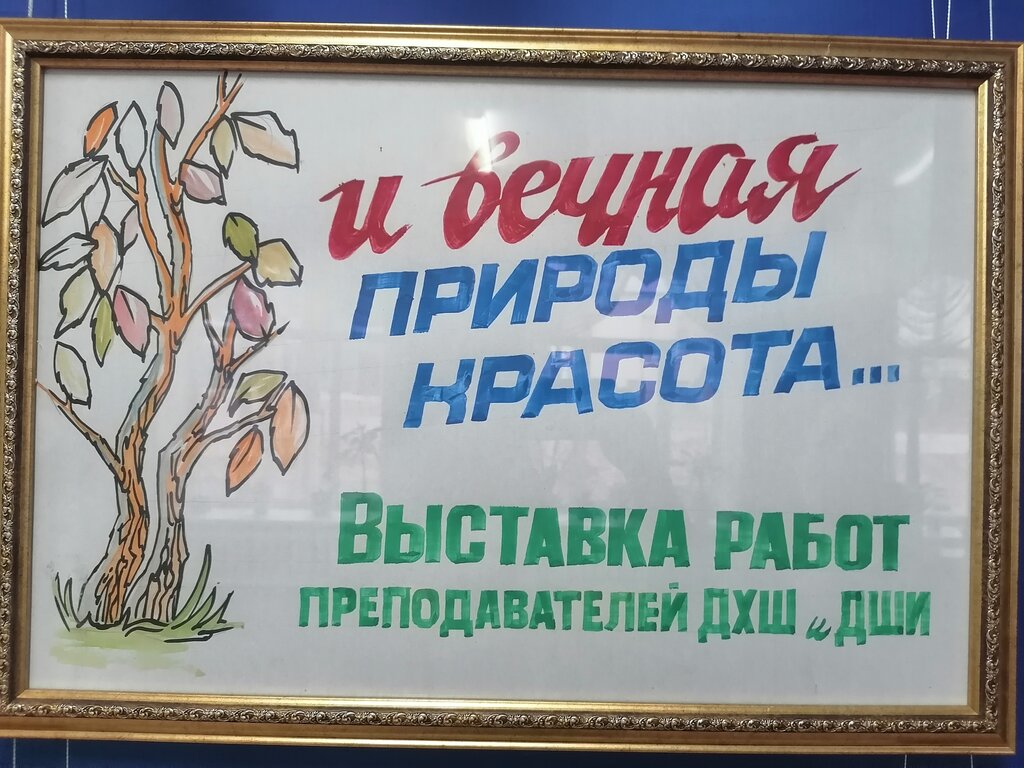 и вечная
ПРИРОДЫ
КРАСОТА...
ВЫСТАВКА РАБОТ
ПРЕПОДАВАТЕЛЕЙ ДХШ и ДШИ